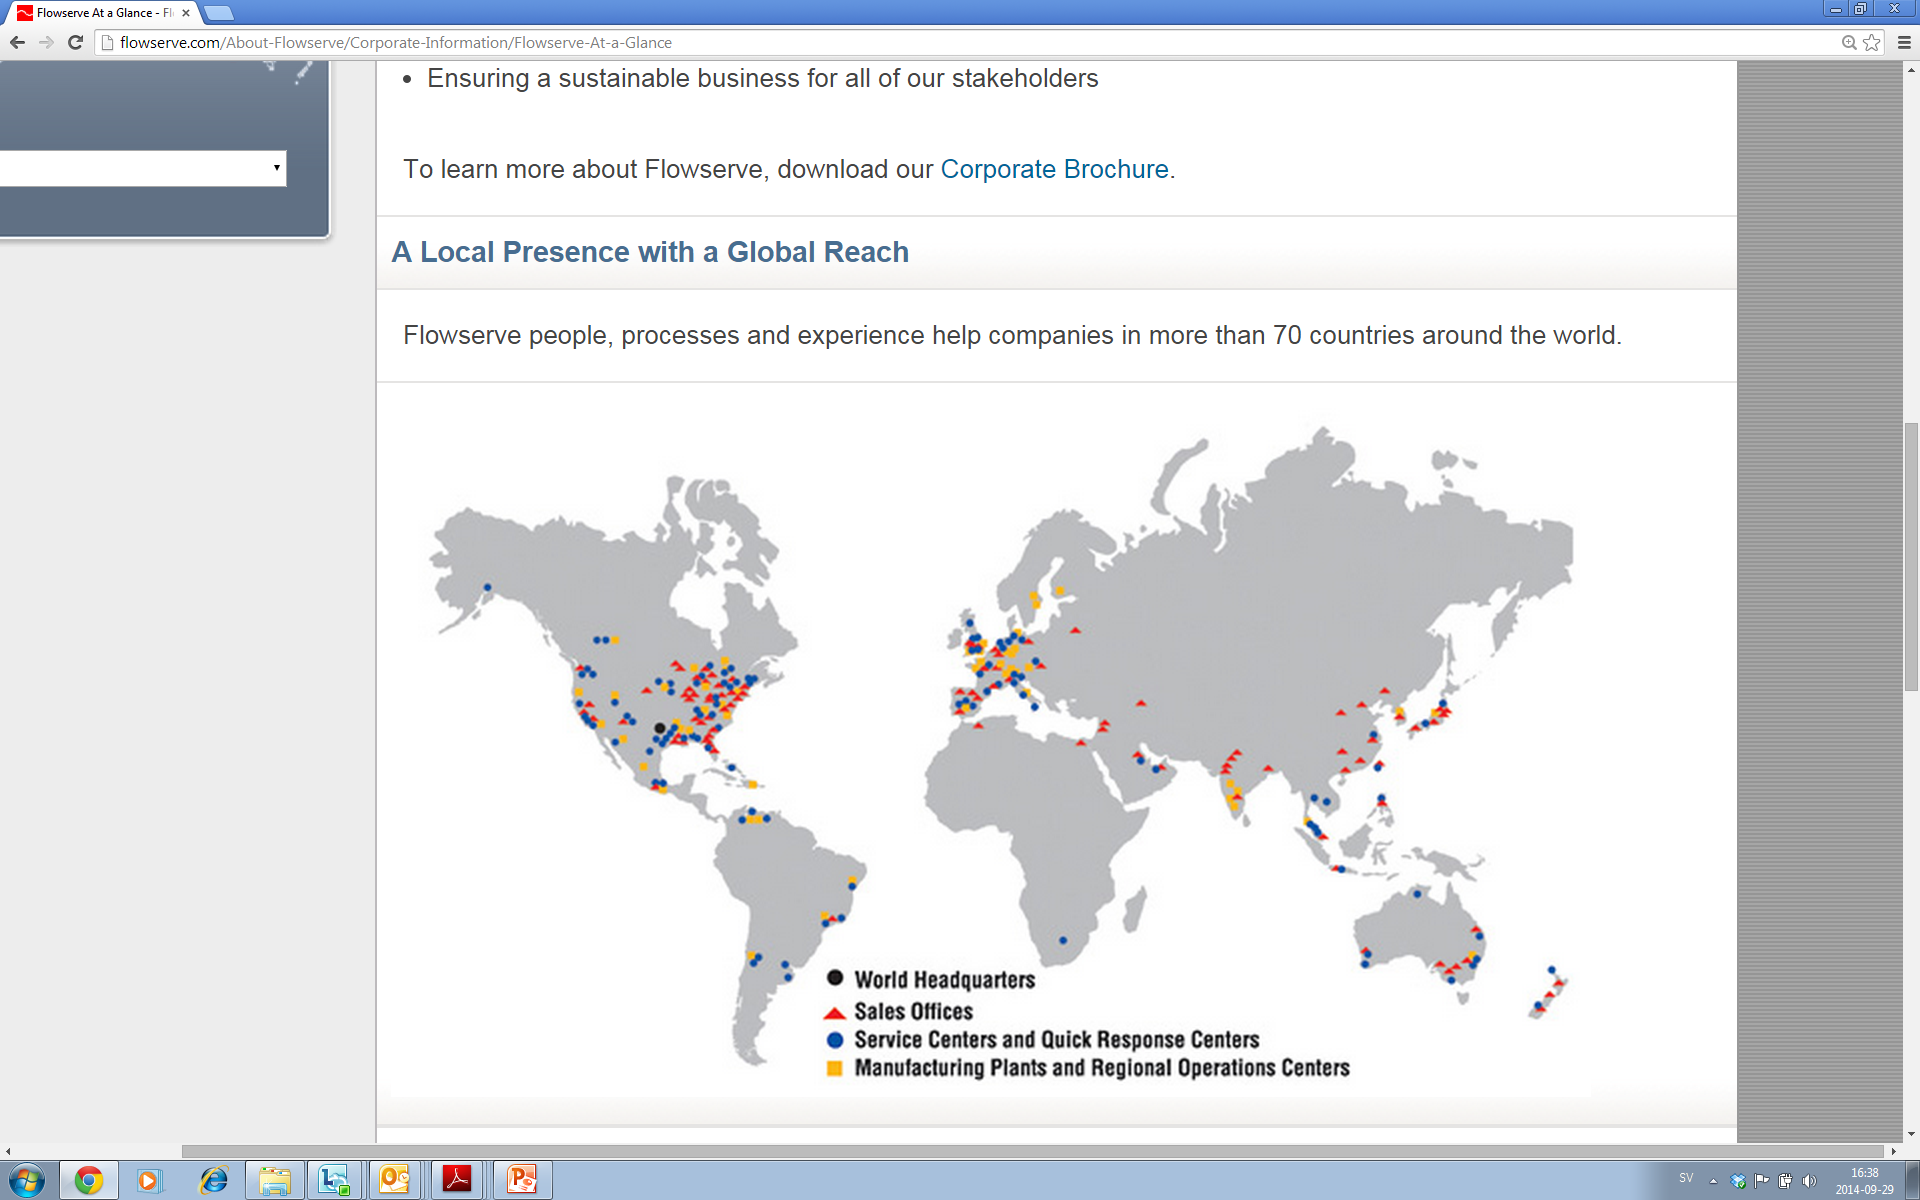 Flowserve At a Glance - Fl
flowserve.com/About-Flowserve/Corporate-Information/Flowserve-At-a-Glance
• Ensuring a sustainable business for all of our stakeholders
To learn more about Flowserve, download our Corporate Brochure.
A Local Presence with a Global Reach
Flowserve people, processes and experience help companies in more than 70 countries around the world.
World Headquarters
Sales Offices
Service Centers and Quick Response Centers
Manufacturing Plants and Regional Operations Centers
SV
16:38
2014-09-29